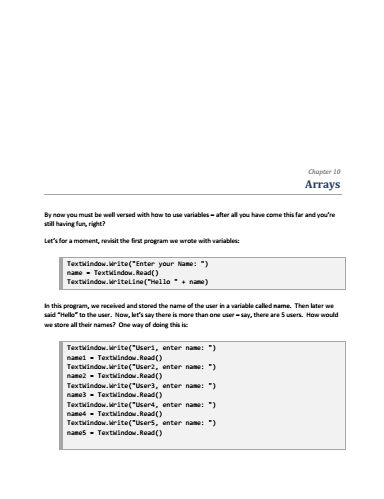 Chapter 10
Arrays
By now you must be well versed with how to use variables – after all you have come this far and you're
still having fun, right?
Let's for a moment, revisit the first program we wrote with variables:
TextWindow.Write("Enter your Name: ")
name = TextWindow.Read()
TextWindow.WriteLine("Hello " + name)
In this program, we received and stored the name of the user in a variable called name. Then later we
said "Hello" to the user. Now, let's say there is more than one user – say, there are 5 users. How would
we store all their names? One way of doing this is:
TextWindow.Write("User1, enter name: ")
name1 = TextWindow.Read()
TextWindow.Write("User2, enter name: ")
name2 = TextWindow.Read()
TextWindow.Write("User3, enter name: ")
name3 = TextWindow.Read()
TextWindow.Write("User4, enter name: ")
name4 = TextWindow.Read()
TextWindow.Write("User5, enter name: ")
name5 = TextWindow.Read()